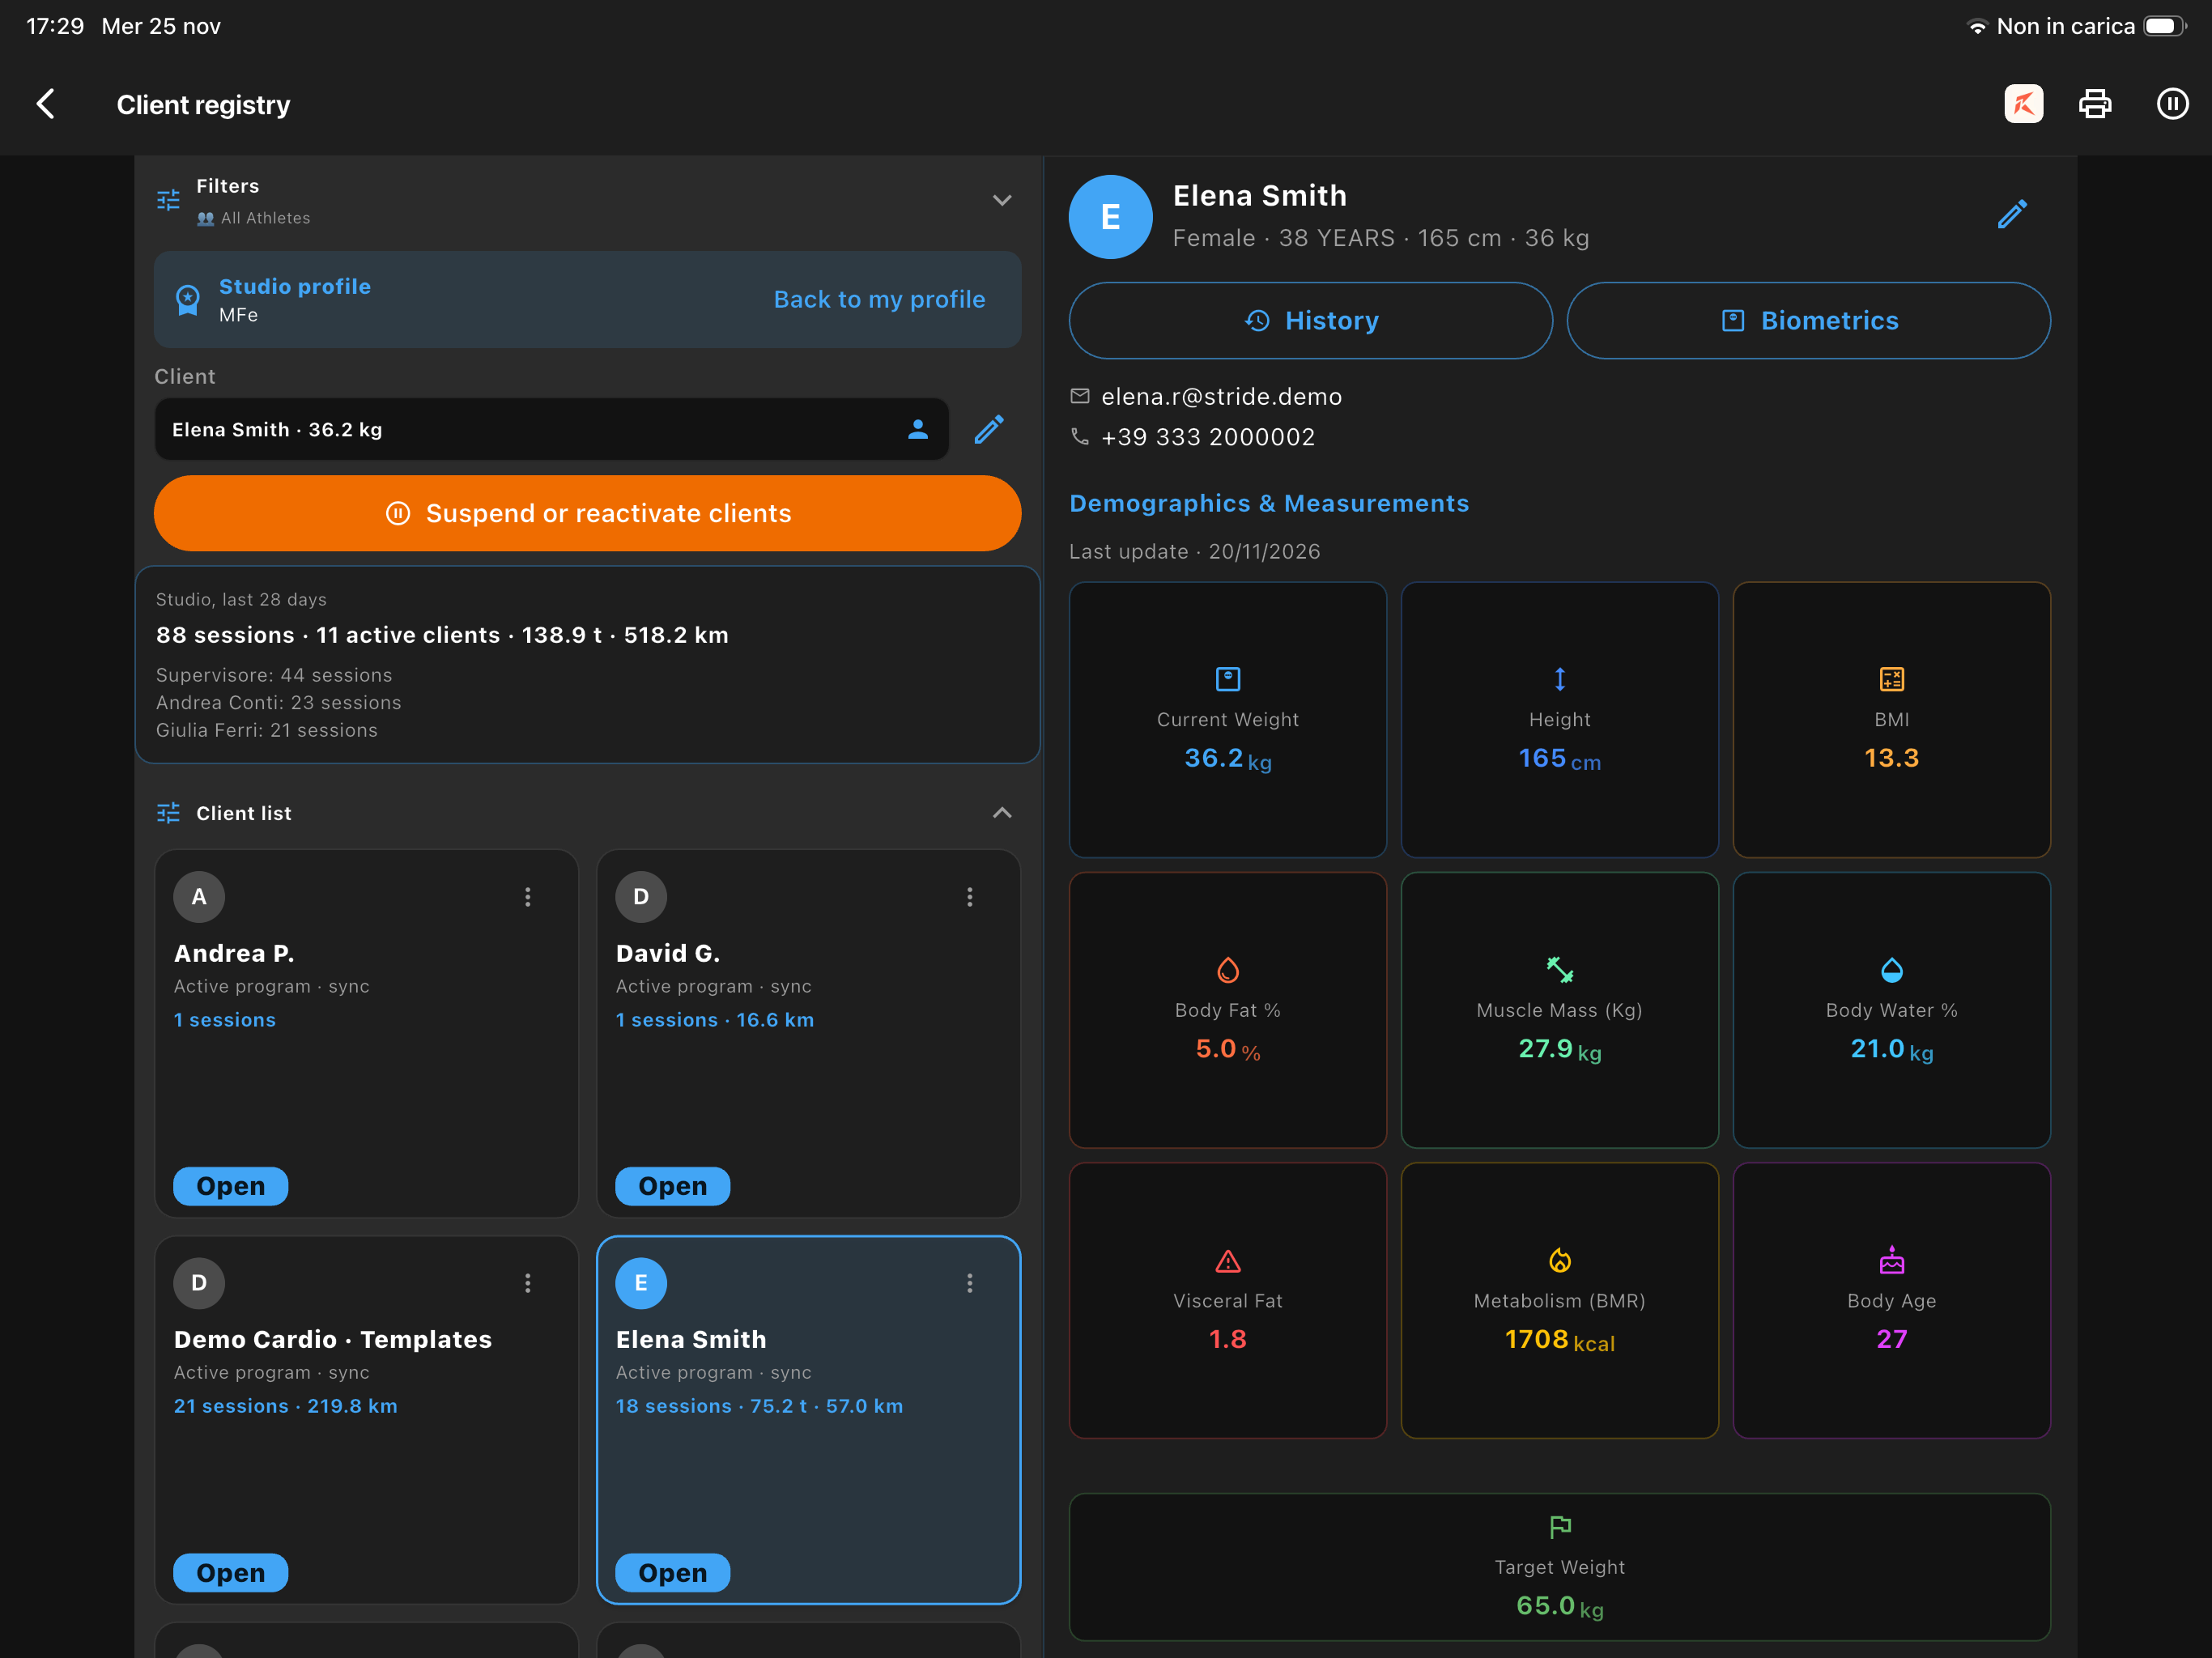 17:29 Mer 25 nov
Non in carica
Client registry
Filters
All Athletes
Studio profile
MFe
Back to my profile
Client
Elena Smith · 36.2 kg
Suspend or reactivate clients
Studio, last 28 days
88 sessions · 11 active clients · 138.9 t · 518.2 km
Supervisore: 44 sessions
Andrea Conti: 23 sessions
Giulia Ferri: 21 sessions
Client list
A
Andrea P.
Active program · sync
1 sessions
Open
D
David G.
Active program · sync
1 sessions · 16.6 km
Open
D
Demo Cardio · Templates
Active program · sync
21 sessions · 219.8 km
Open
E
Elena Smith
Active program · sync
18 sessions · 75.2 t · 57.0 km
Open
E
Elena Smith
Female · 38 YEARS · 165 cm · 36 kg
History
Biometrics
elena.r@stride.demo
+39 333 2000002
Demographics & Measurements
Last update · 20/11/2026
Current Weight
36.2 kg
Height
165 cm
BMI
13.3
Body Fat %
5.0 %
Muscle Mass (Kg)
27.9 kg
Body Water %
21.0 kg
Visceral Fat
1.8
Metabolism (BMR)
1708 kcal
Body Age
27
Target Weight
65.0 kg